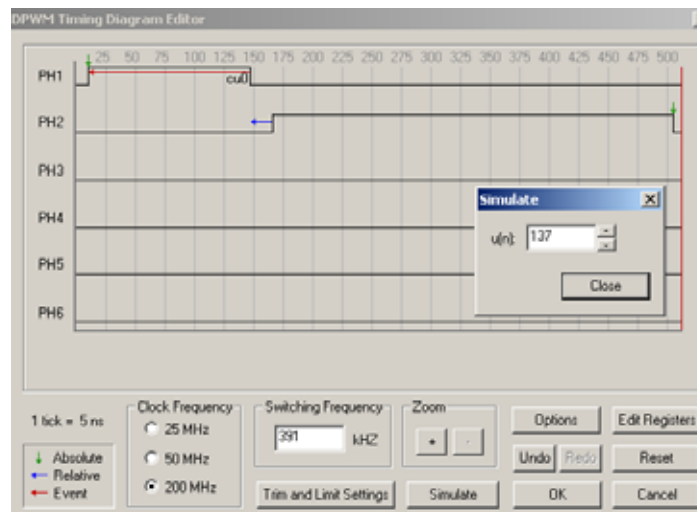 DPWM Timing Diagram Editor
25 50 75 100 125 150 175 200 225 250 275 300 325 350 375 400 425 450 475 500
PH1
cu0
PH2
PH3
PH4
PH5
PH6
Simulate
u(n): 137
Close
1 tick = 5 ns
Absolute
Relative
Event
Clock Frequency
25 MHz
50 MHz
200 MHz
Switching Frequency
391 kHZ
Trim and Limit Settings
Zoom
+ -
Simulate
Options
Edit Registers
Undo
Redo
Reset
OK
Cancel